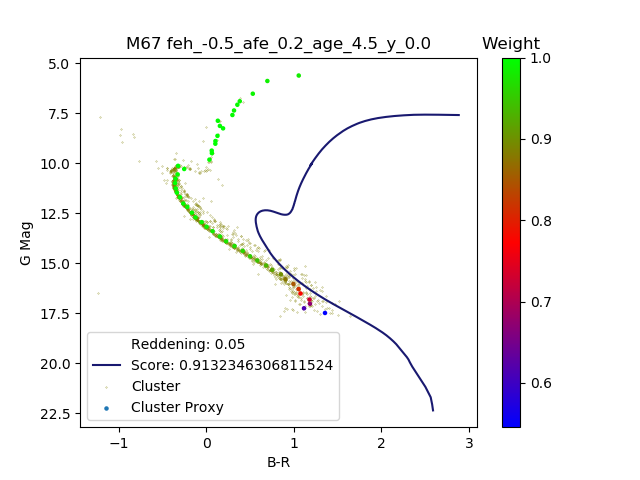 M67 feh_-0.5_afe_0.2_age_4.5_y_0.0
Weight
5.0
7.5
10.0
12.5
15.0
17.5
20.0
22.5
G Mag
−1
0
1
2
3
B-R
Reddening: 0.05
Score: 0.9132346306811524
Cluster
Cluster Proxy
1.0
0.9
0.8
0.7
0.6